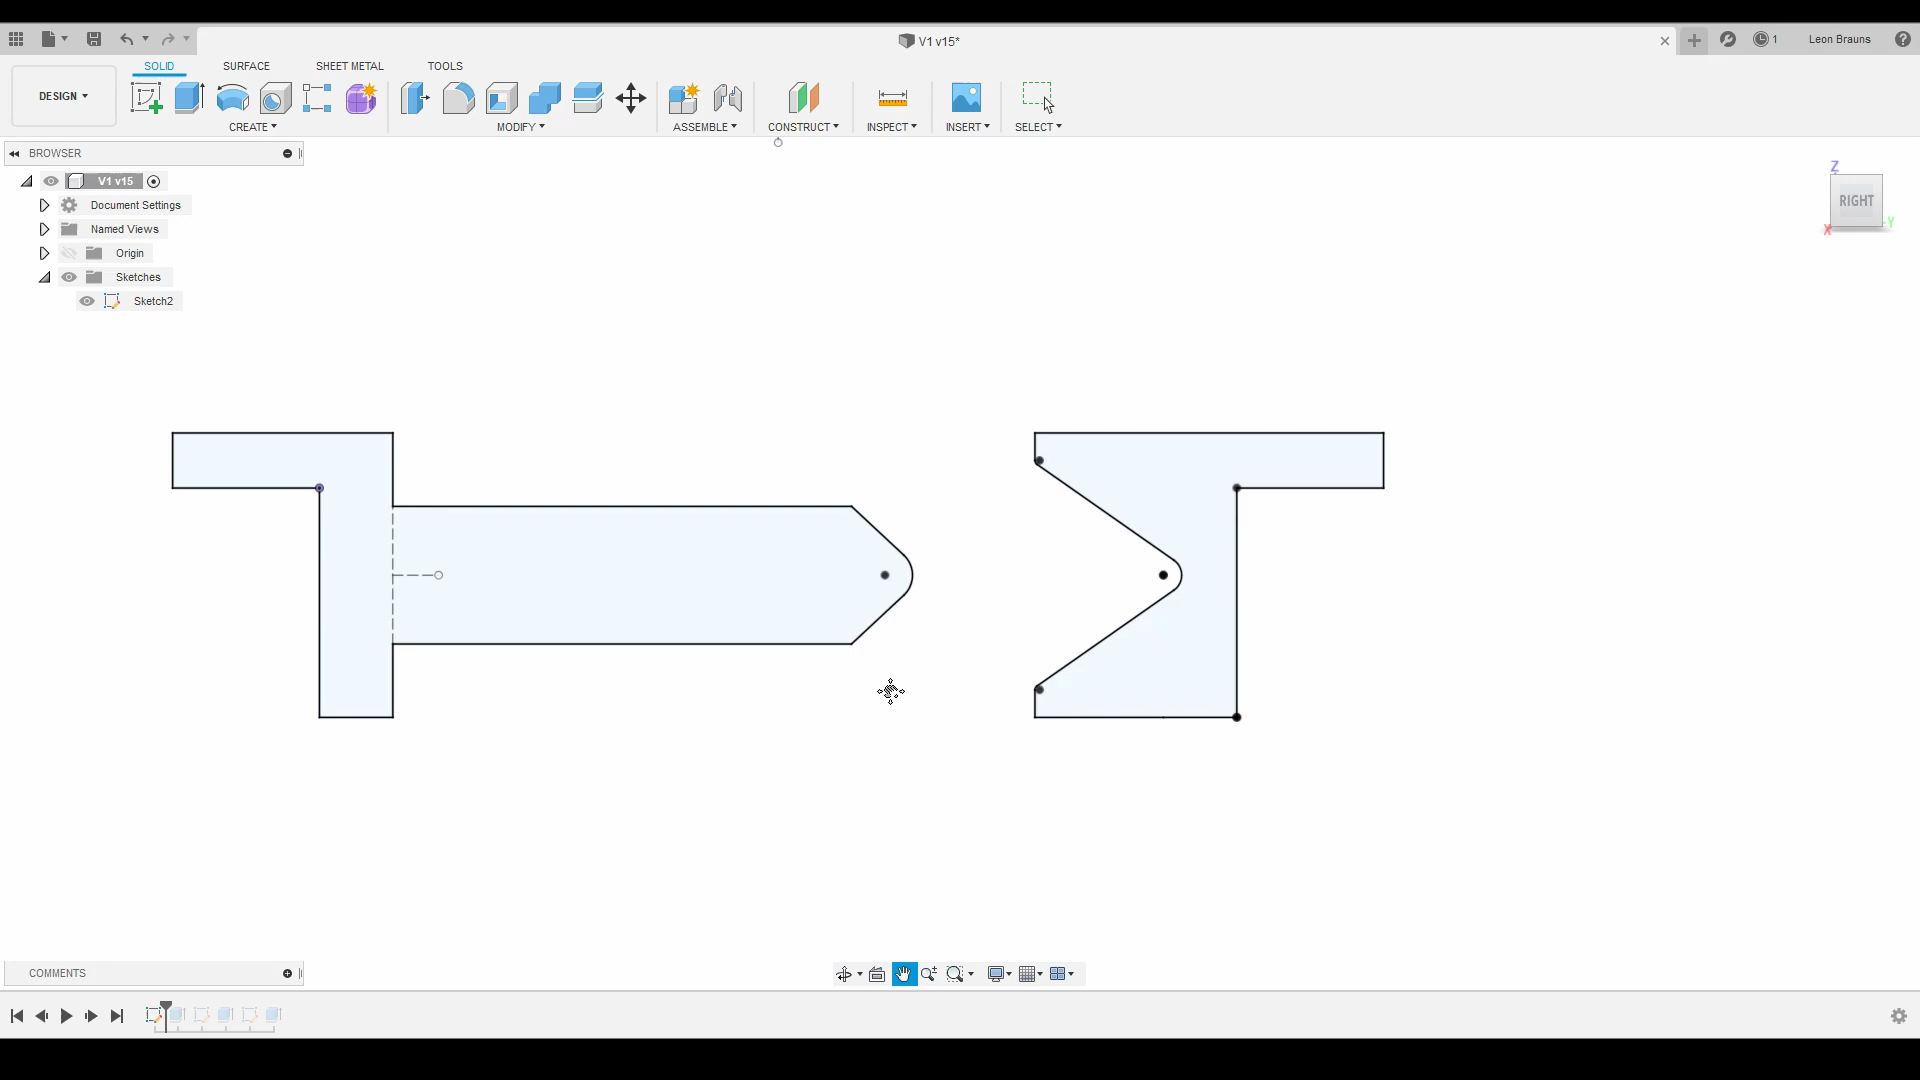 V1 v15*
1
Leon Brauns
DESIGN
SOLID
SURFACE
SHEET METAL
TOOLS
CREATE
MODIFY
ASSEMBLE
CONSTRUCT
INSPECT
INSERT
SELECT
BROWSER
V1 v15
Document Settings
Named Views
Origin
Sketches
Sketch2
Z
RIGHT
Y
X
COMMENTS